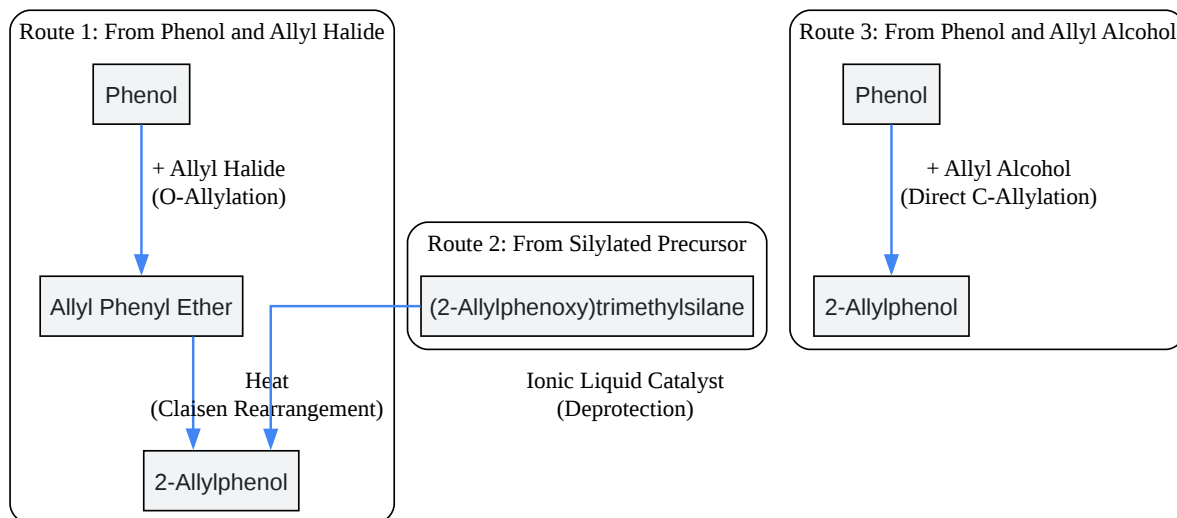 Route 1: From Phenol and Allyl Halide
Phenol
+ Allyl Halide
(O-Allylation)
Allyl Phenyl Ether
Heat
(Claisen Rearrangement)
2-Allylphenol
Route 2: From Silylated Precursor
(2-Allylphenoxy)trimethylsilane
Ionic Liquid Catalyst
(Deprotection)
Route 3: From Phenol and Allyl Alcohol
Phenol
+ Allyl Alcohol
(Direct C-Allylation)
2-Allylphenol